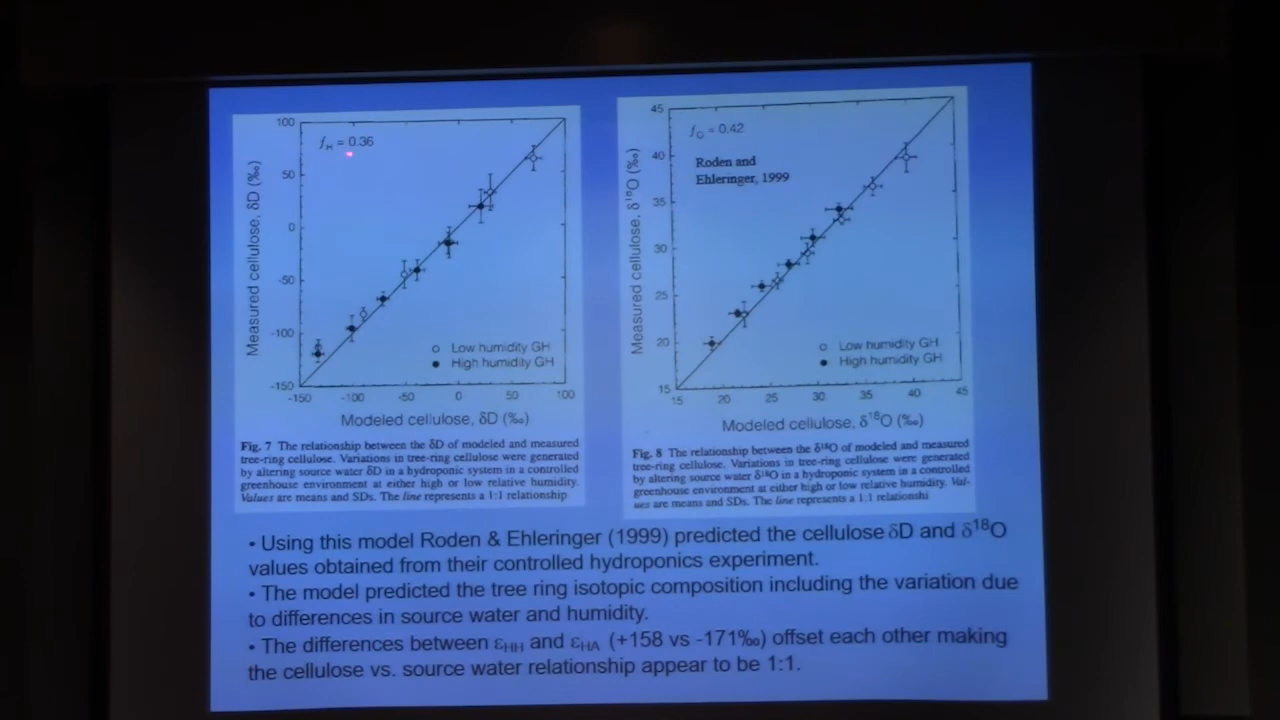 100
50
0
-50
-100
-150
-150 -100 -50 0 50 100
fH = 0.36
Measured cellulose, δD (‰)
Modeled cellulose, δD (‰)
Low humidity GH
High humidity GH
Fig. 7 The relationship between the δD of modeled and measured
tree-ring cellulose. Variations in tree-ring cellulose were generated
by altering source water δD in a hydroponic system in a controlled
greenhouse environment at either high or low relative humidity.
Values are means and SDs. The line represents a 1:1 relationship
45
40
35
30
25
20
15
15 20 25 30 35 40 45
fO = 0.42
Roden and
Ehleringer, 1999
Measured cellulose, δ¹⁸O (‰)
Modeled cellulose, δ¹⁸O (‰)
Low humidity GH
High humidity GH
Fig. 8 The relationship between the δ¹⁸O of modeled and measured
tree-ring cellulose. Variations in tree-ring cellulose were generated
by altering source water δ¹⁸O in a hydroponic system in a controlled
greenhouse environment at either high or low relative humidity. Val-
ues are means and SDs. The line represents a 1:1 relationshi
• Using this model Roden & Ehleringer (1999) predicted the cellulose δD and δ¹⁸O
values obtained from their controlled hydroponics experiment.
• The model predicted the tree ring isotopic composition including the variation due
to differences in source water and humidity.
• The differences between εHH and εHA (+158 vs -171‰) offset each other making
the cellulose vs. source water relationship appear to be 1:1.